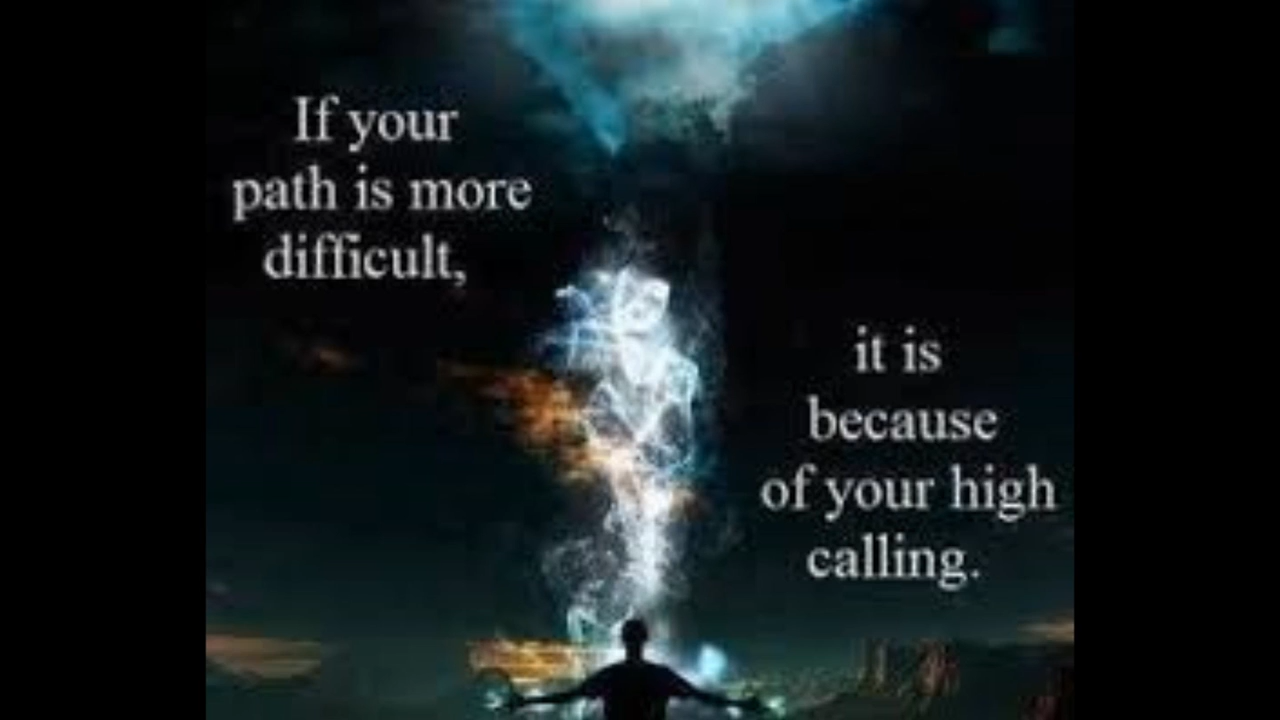 If your
path is more
difficult,
it is
because
of your high
calling.